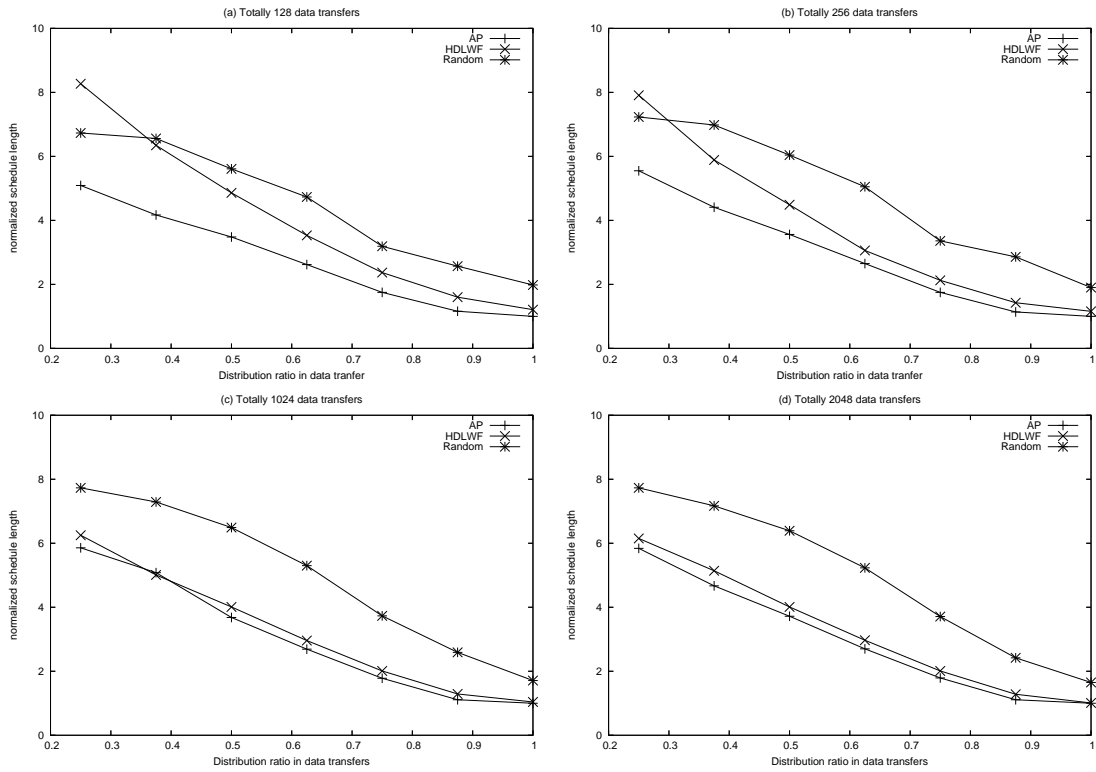 (a) Totally 128 data transfers
10
8
6
4
2
0
0.2 0.3 0.4 0.5 0.6 0.7 0.8 0.9 1
normalized schedule length
Distribution ratio in data tranfer
AP
HDLWF
Random
(b) Totally 256 data transfers
10
8
6
4
2
0
0.2 0.3 0.4 0.5 0.6 0.7 0.8 0.9 1
normalized schedule length
Distribution ratio in data tranfer
AP
HDLWF
Random
(c) Totally 1024 data transfers
10
8
6
4
2
0
0.2 0.3 0.4 0.5 0.6 0.7 0.8 0.9 1
normalized schedule length
Distribution ratio in data transfers
AP
HDLWF
Random
(d) Totally 2048 data transfers
10
8
6
4
2
0
0.2 0.3 0.4 0.5 0.6 0.7 0.8 0.9 1
normalized schedule length
Distribution ratio in data transfers
AP
HDLWF
Random